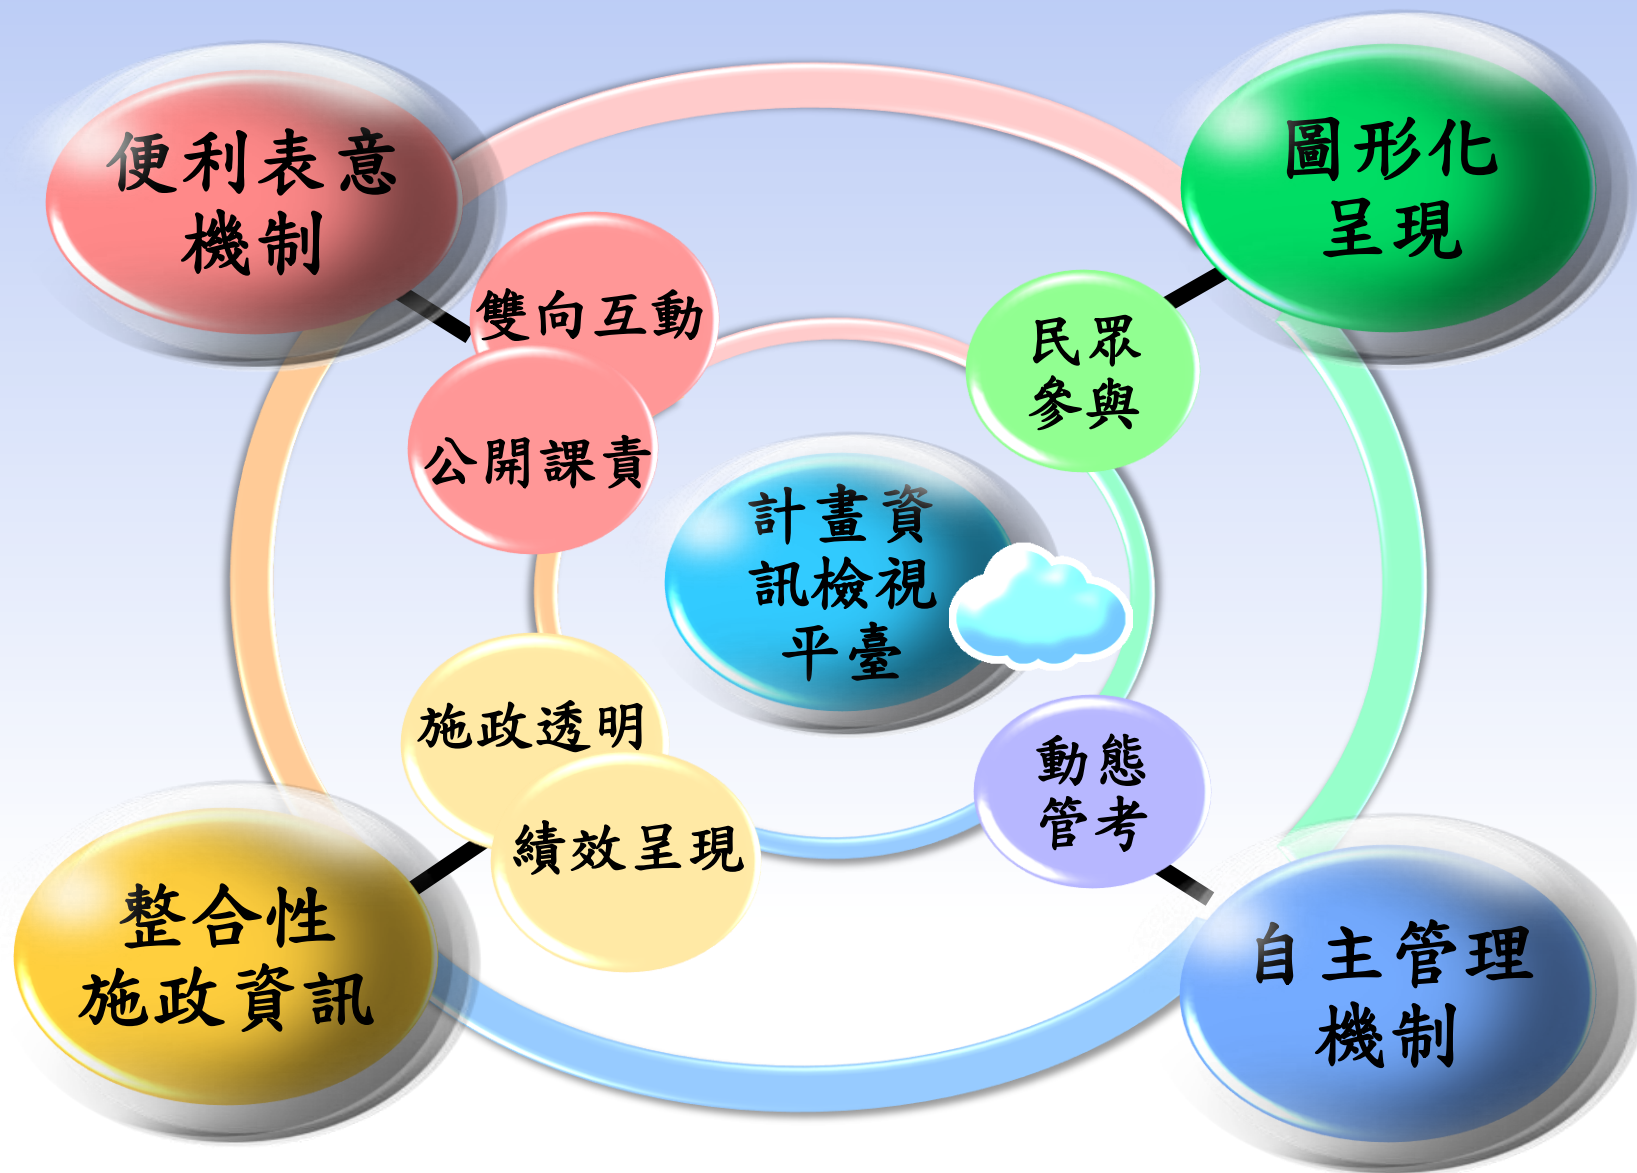 便利表意
機制
圖形化
呈現
雙向互動
公開課責
民眾
參與
計畫資
訊檢視
平臺
施政透明
績效呈現
動態
管考
整合性
施政資訊
自主管理
機制